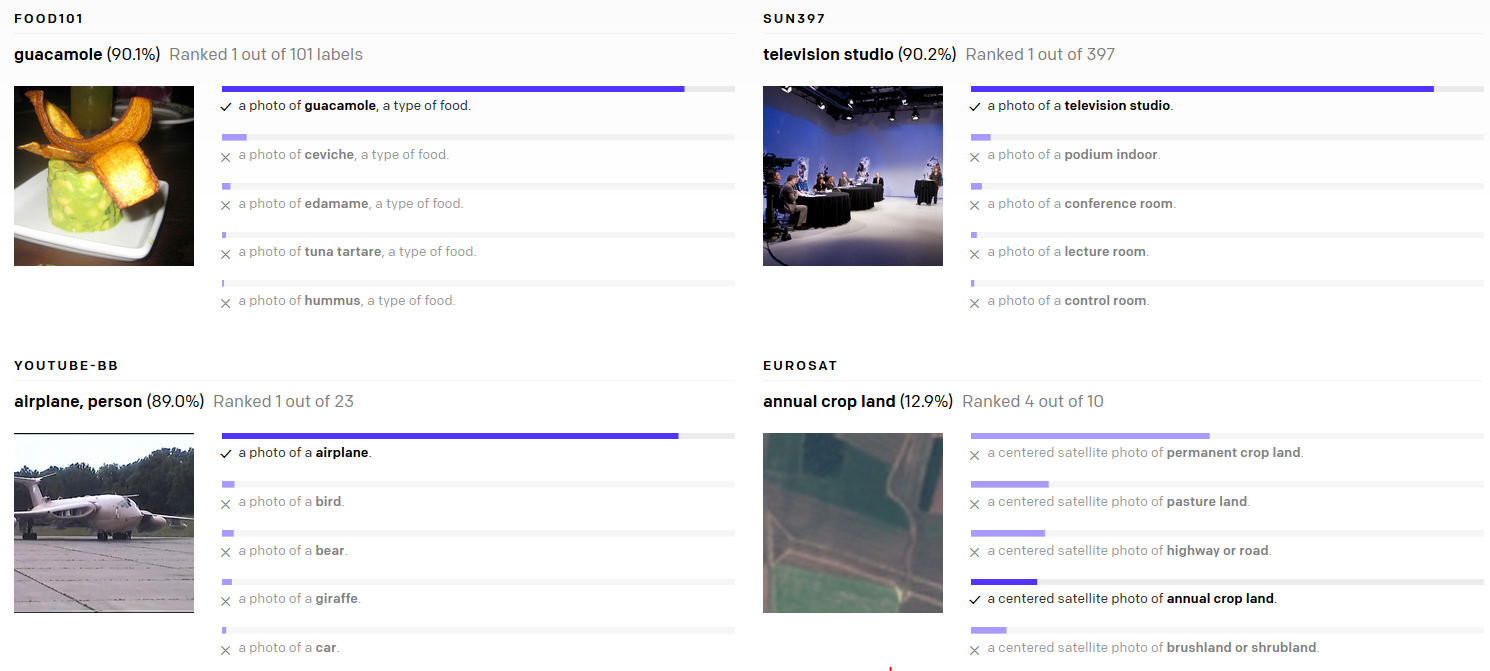 FOOD101
guacamole (90.1%) Ranked 1 out of 101 labels
✓ a photo of guacamole, a type of food.
× a photo of ceviche, a type of food.
× a photo of edamame, a type of food.
× a photo of tuna tartare, a type of food.
× a photo of hummus, a type of food.
SUN397
television studio (90.2%) Ranked 1 out of 397
✓ a photo of a television studio.
× a photo of a podium indoor.
× a photo of a conference room.
× a photo of a lecture room.
× a photo of a control room.
YOUTUBE-BB
airplane, person (89.0%) Ranked 1 out of 23
✓ a photo of a airplane.
× a photo of a bird.
× a photo of a bear.
× a photo of a giraffe.
× a photo of a car.
EUROSAT
annual crop land (12.9%) Ranked 4 out of 10
× a centered satellite photo of permanent crop land.
× a centered satellite photo of pasture land.
× a centered satellite photo of highway or road.
✓ a centered satellite photo of annual crop land.
× a centered satellite photo of brushland or shrubland.